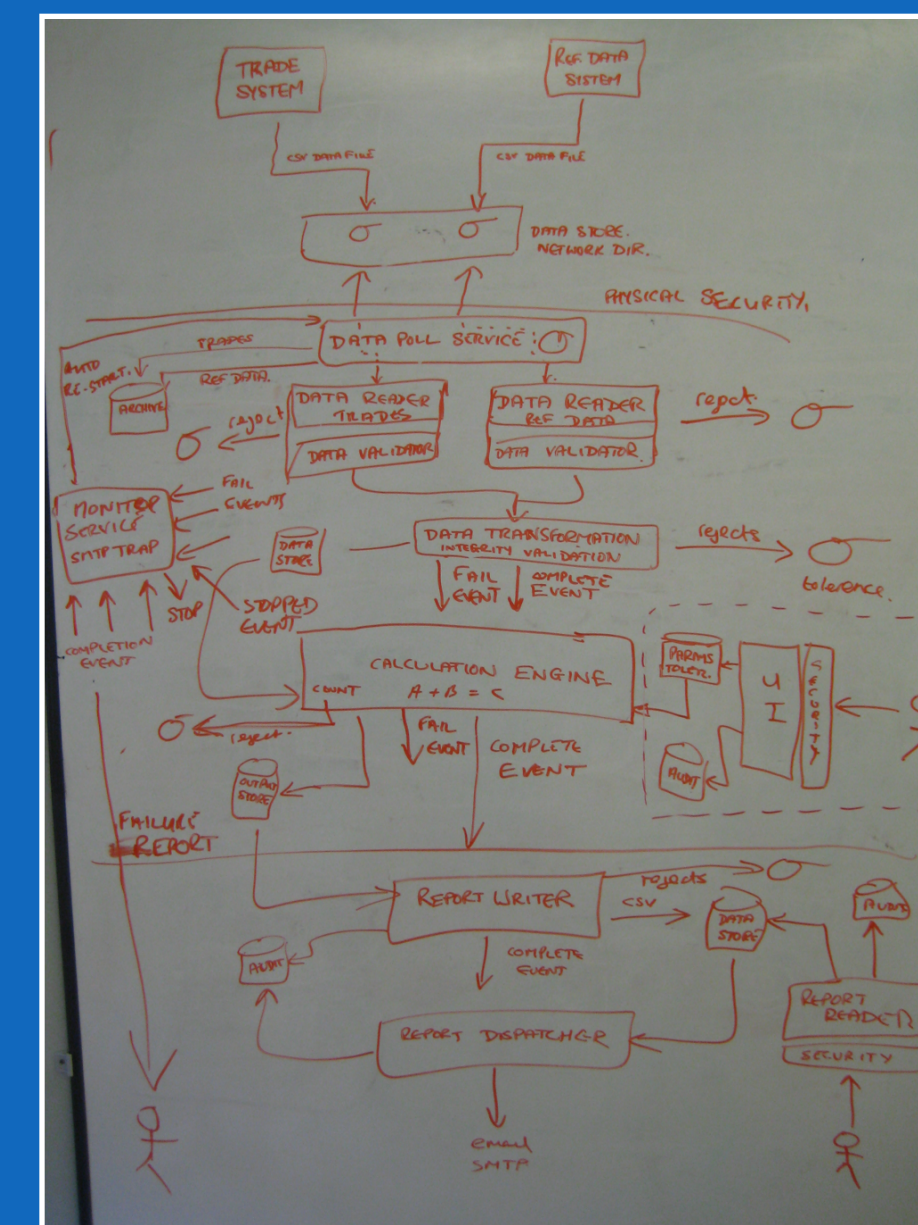 TRADE
SYSTEM
REF. DATA
SYSTEM
CSV DATA FILE
CSV DATA FILE
DATA STORE.
NETWORK DIR.
PHYSICAL SECURITY.
DATA POLL SERVICE
TRADES
REF DATA.
AUTO
RE-START.
ARCHIVE
DATA READER
TRADES
DATA VALIDATOR
DATA READER
REF DATA
DATA VALIDATOR
reject
reject.
FAIL
EVENTS
MONITOR
SERVICE
SMTP TRAP
DATA
STORE
DATA TRANSFORMATION
INTEGRITY VALIDATION
rejects
tolerence.
FAIL
EVENT
COMPLETE
EVENT
STOP
STOPPED
EVENT
COMPLETION
EVENT
CALCULATION ENGINE
COUNT
A + B = C
PARAMS
TOLER.
UI
SECURITY
AUDIT
reject.
FAIL
EVENT
COMPLETE
EVENT
OUTPUT
STORE
FAILURE
REPORT
REPORT WRITER
rejects
CSV
DATA
STORE
AUDIT
AUDIT
COMPLETE
EVENT
REPORT DISPATCHER
REPORT
READER
SECURITY
email
SMTP